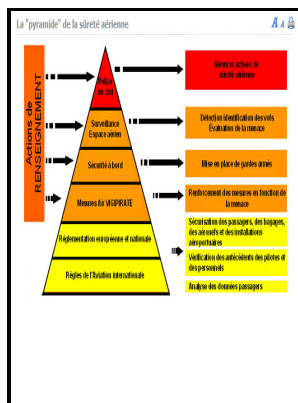 La "pyramide" de la sûreté aérienne
A A
Actions de
RENSEIGNEMENT
Police
de ciel
Mesures actives de
sûreté aérienne
Surveillance
Espace aérien
Détection identification des vols
Évaluation de la menace
Sécurité à bord
Mise en place de gardes armés
Mesures Air VIGIPIRATE
Renforcement des mesures en fonction de
la menace
Réglementation européenne et nationale
Sécurisation des passagers, des bagages,
des aéronefs et des installations
aéroportuaires
Vérification des antécédents des pilotes et
des personnels
Règles de l'Aviation internationale
Analyse des données passagers